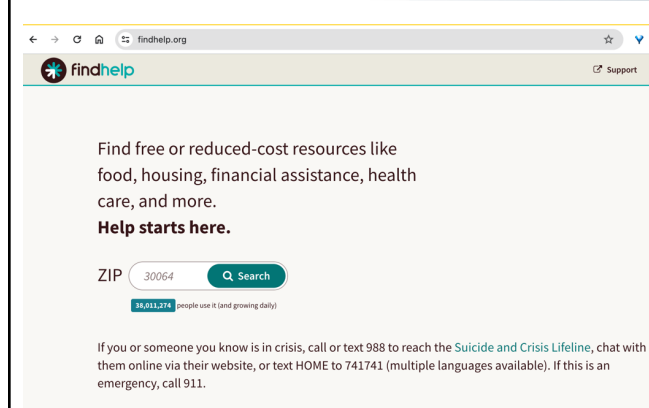 findhelp.org
findhelp
Support
Find free or reduced-cost resources like
food, housing, financial assistance, health
care, and more.
Help starts here.
ZIP 30064 Search
38,011,274 people use it (and growing daily)
If you or someone you know is in crisis, call or text 988 to reach the Suicide and Crisis Lifeline, chat with
them online via their website, or text HOME to 741741 (multiple languages available). If this is an
emergency, call 911.